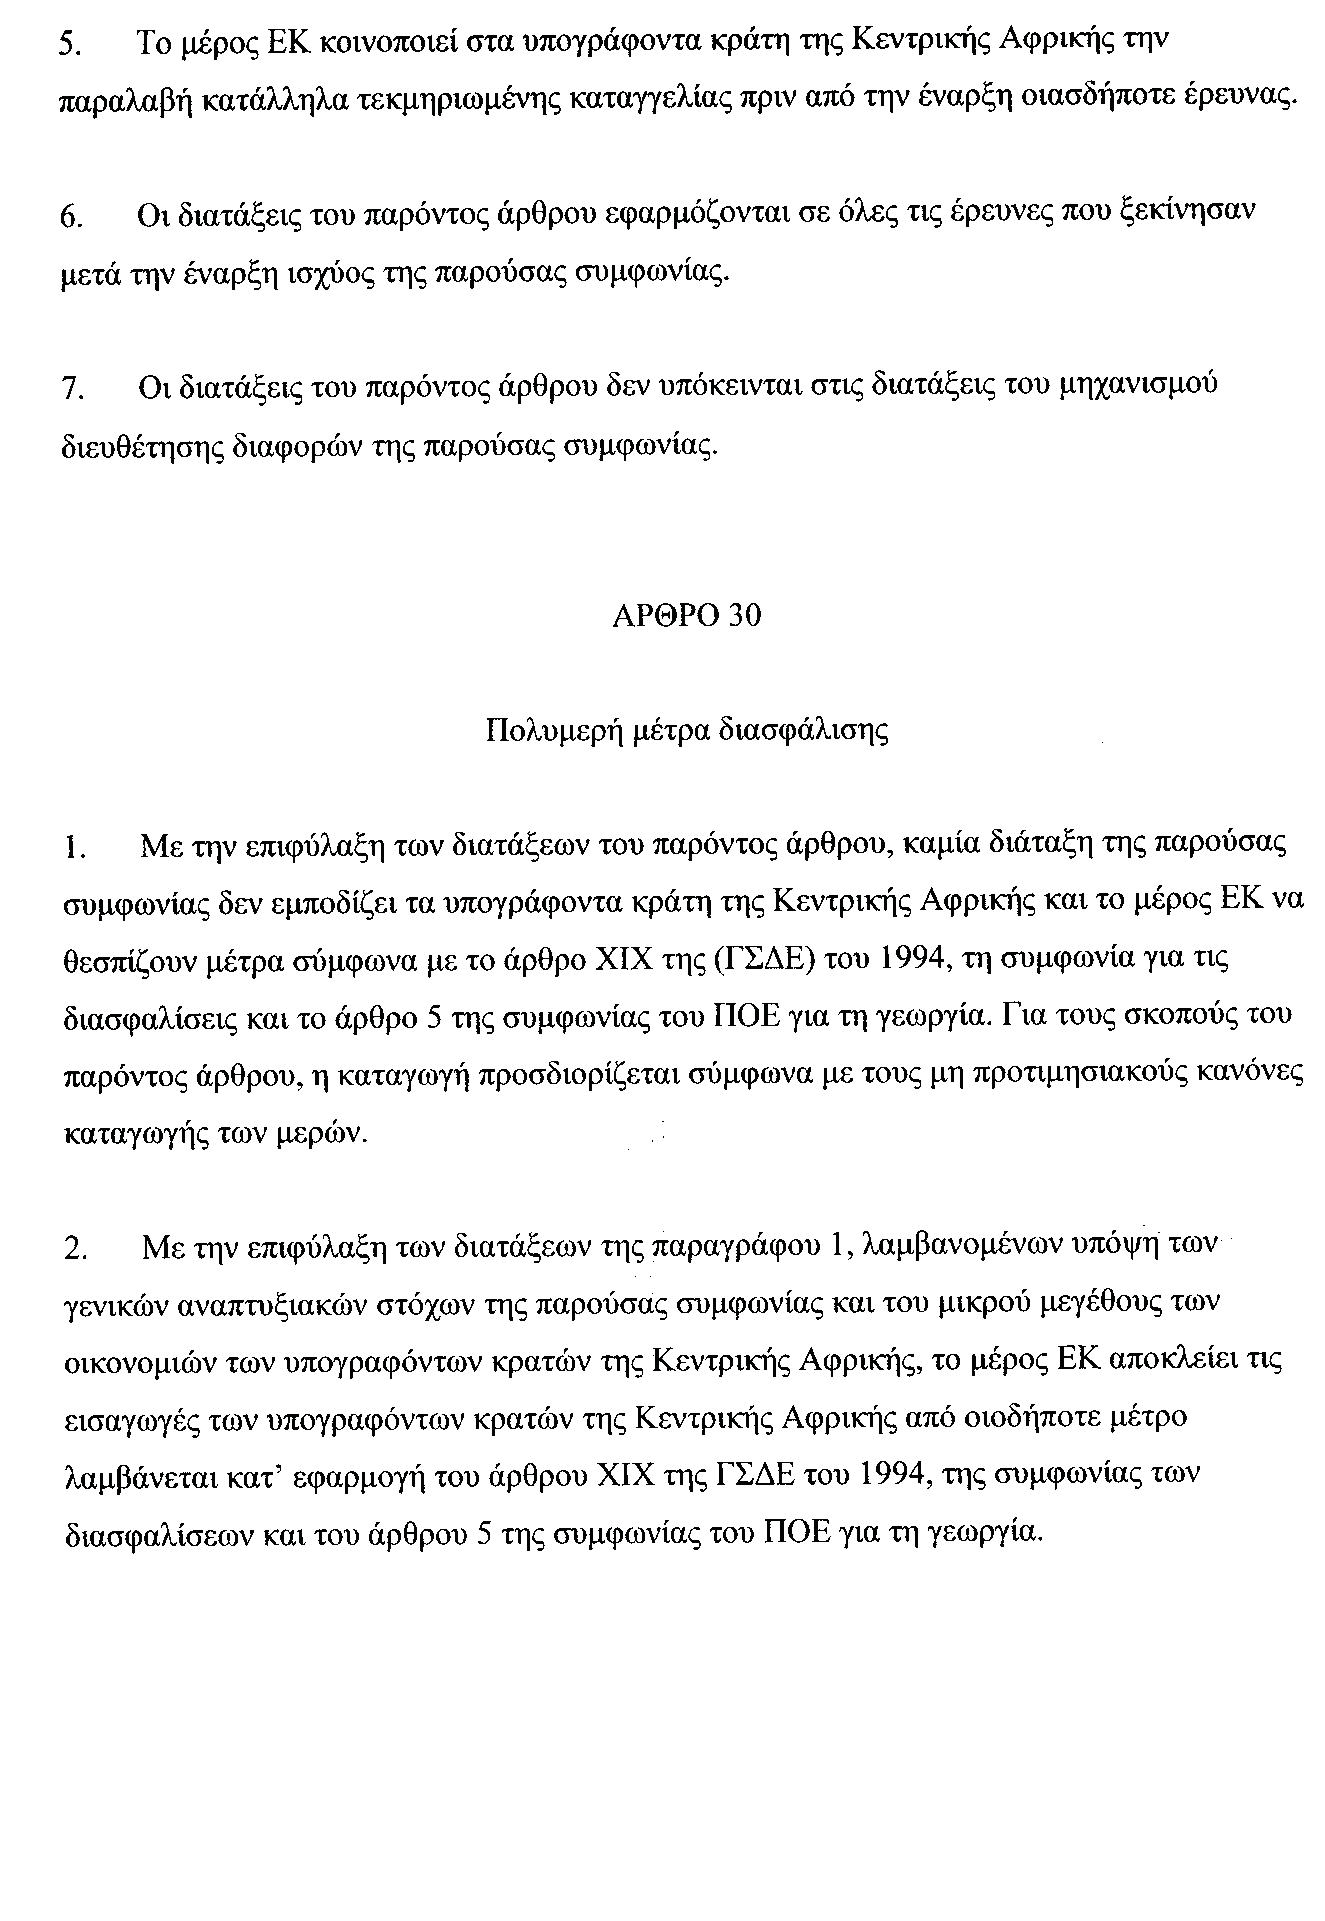 5. Το μέρος ΕΚ κοινοποιεί στα υπογράφοντα κράτη της Κεντρικής Αφρικής την
παραλαβή κατάλληλα τεκμηριωμένης καταγγελίας πριν από την έναρξη οιασδήποτε έρευνας.
6. Οι διατάξεις του παρόντος άρθρου εφαρμόζονται σε όλες τις έρευνες που ξεκίνησαν
μετά την έναρξη ισχύος της παρούσας συμφωνίας.
7. Οι διατάξεις του παρόντος άρθρου δεν υπόκεινται στις διατάξεις του μηχανισμού
διευθέτησης διαφορών της παρούσας συμφωνίας.
ΑΡΘΡΟ 30
Πολυμερή μέτρα διασφάλισης
1. Με την επιφύλαξη των διατάξεων του παρόντος άρθρου, καμία διάταξη της παρούσας
συμφωνίας δεν εμποδίζει τα υπογράφοντα κράτη της Κεντρικής Αφρικής και το μέρος ΕΚ να
θεσπίζουν μέτρα σύμφωνα με το άρθρο ΧΙΧ της (ΓΣΔΕ) του 1994, τη συμφωνία για τις
διασφαλίσεις και το άρθρο 5 της συμφωνίας του ΠΟΕ για τη γεωργία. Για τους σκοπούς του
παρόντος άρθρου, η καταγωγή προσδιορίζεται σύμφωνα με τους μη προτιμησιακούς κανόνες
καταγωγής των μερών.
2. Με την επιφύλαξη των διατάξεων της παραγράφου 1, λαμβανομένων υπόψη των
γενικών αναπτυξιακών στόχων της παρούσας συμφωνίας και του μικρού μεγέθους των
οικονομιών των υπογραφόντων κρατών της Κεντρικής Αφρικής, το μέρος ΕΚ αποκλείει τις
εισαγωγές των υπογραφόντων κρατών της Κεντρικής Αφρικής από οιοδήποτε μέτρο
λαμβάνεται κατ’ εφαρμογή του άρθρου ΧΙΧ της ΓΣΔΕ του 1994, της συμφωνίας των
διασφαλίσεων και του άρθρου 5 της συμφωνίας του ΠΟΕ για τη γεωργία.